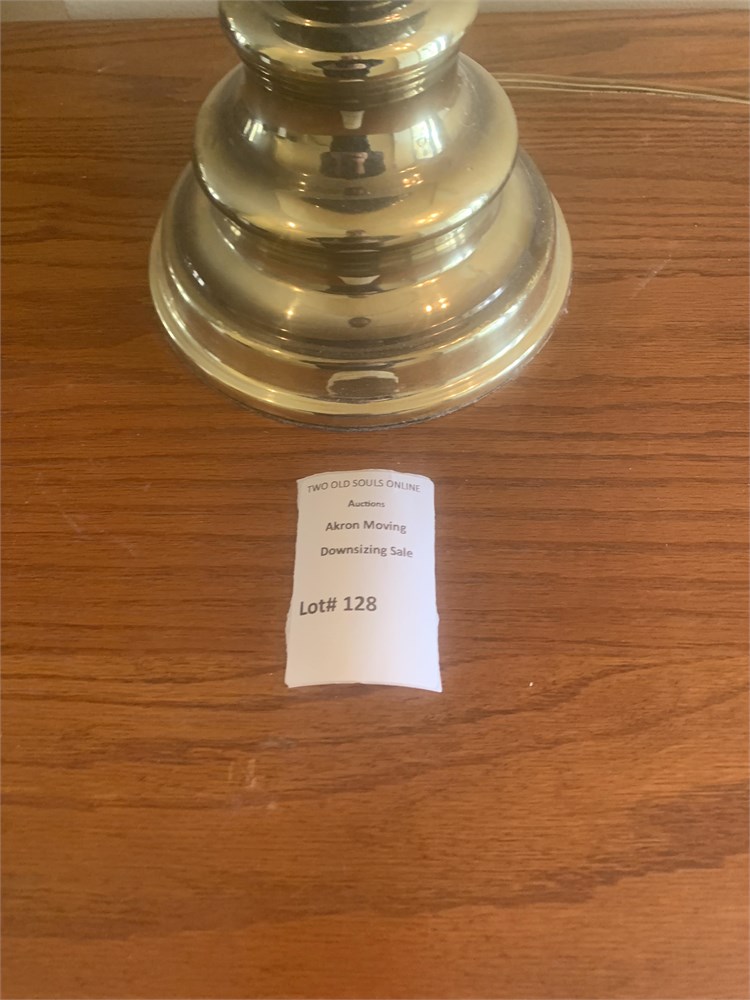 TWO OLD SOULS ONLINE
Auctions
Akron Moving
Downsizing Sale
Lot# 128